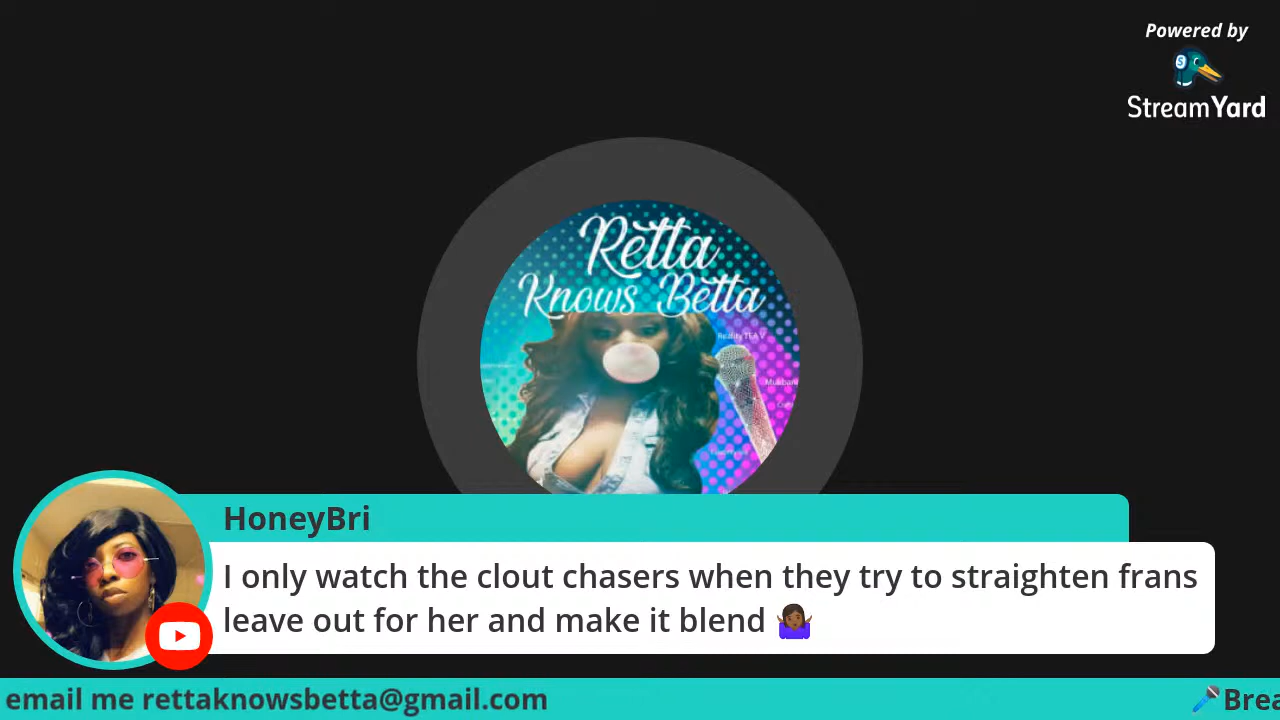 Powered by
StreamYard
Retta
Knows Betta
HoneyBri
I only watch the clout chasers when they try to straighten frans
leave out for her and make it blend 🤷🏾‍♀️
email me rettaknowsbetta@gmail.com 🎤Brea